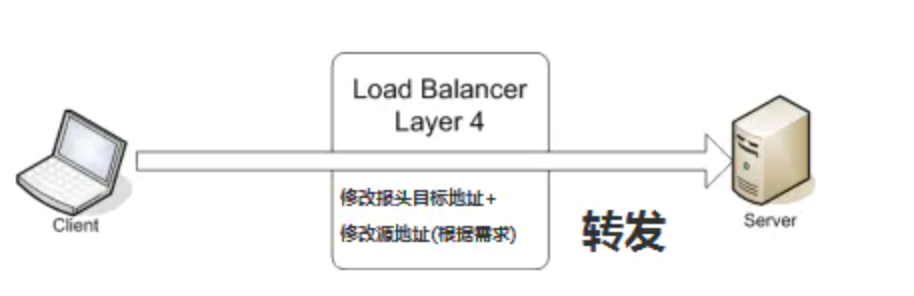 Load Balancer
Layer 4
修改报头目标地址+
修改源地址(根据需求)
转发
Client
Server